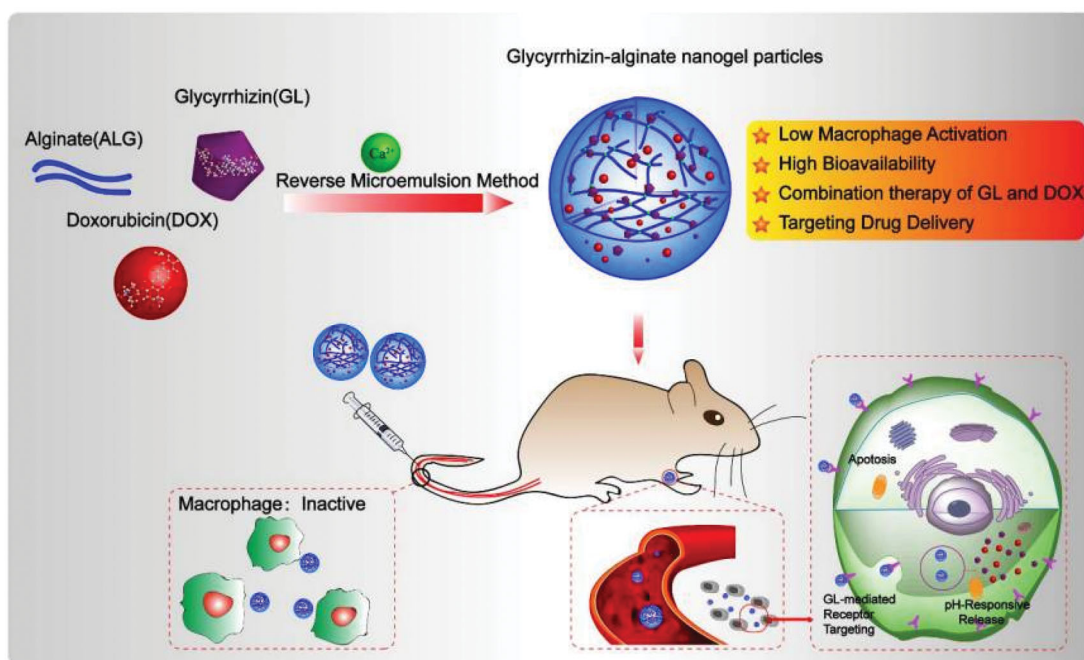 Glycyrrhizin-alginate nanogel particles
Glycyrrhizin(GL)
Alginate(ALG)
Ca²⁺
Reverse Microemulsion Method
Doxorubicin(DOX)
Low Macrophage Activation
High Bioavailability
Combination therapy of GL and DOX
Targeting Drug Delivery
Macrophage: Inactive
Apotosis
GL-mediated
Receptor
Targeting
pH-Responsive
Release